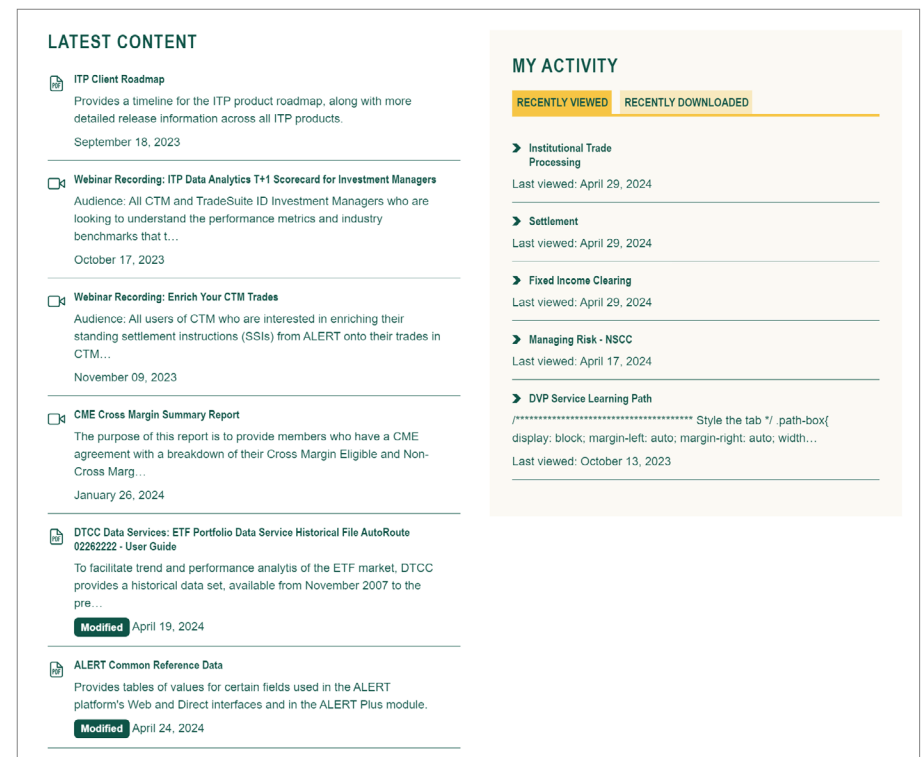 LATEST CONTENT
PDF
ITP Client Roadmap
Provides a timeline for the ITP product roadmap, along with more
detailed release information across all ITP products.
September 18, 2023
Webinar Recording: ITP Data Analytics T+1 Scorecard for Investment Managers
Audience: All CTM and TradeSuite ID Investment Managers who are
looking to understand the performance metrics and industry
benchmarks that t…
October 17, 2023
Webinar Recording: Enrich Your CTM Trades
Audience: All users of CTM who are interested in enriching their
standing settlement instructions (SSIs) from ALERT onto their trades in
CTM…
November 09, 2023
CME Cross Margin Summary Report
The purpose of this report is to provide members who have a CME
agreement with a breakdown of their Cross Margin Eligible and Non-
Cross Marg…
January 26, 2024
PDF
DTCC Data Services: ETF Portfolio Data Service Historical File AutoRoute
02262222 - User Guide
To facilitate trend and performance analytis of the ETF market, DTCC
provides a historical data set, available from November 2007 to the
pre…
Modified April 19, 2024
PDF
ALERT Common Reference Data
Provides tables of values for certain fields used in the ALERT
platform's Web and Direct interfaces and in the ALERT Plus module.
Modified April 24, 2024
MY ACTIVITY
RECENTLY VIEWED RECENTLY DOWNLOADED
Institutional Trade
Processing
Last viewed: April 29, 2024
Settlement
Last viewed: April 29, 2024
Fixed Income Clearing
Last viewed: April 29, 2024
Managing Risk - NSCC
Last viewed: April 17, 2024
DVP Service Learning Path
/*************************************** Style the tab */ .path-box{
display: block; margin-left: auto; margin-right: auto; width…
Last viewed: October 13, 2023